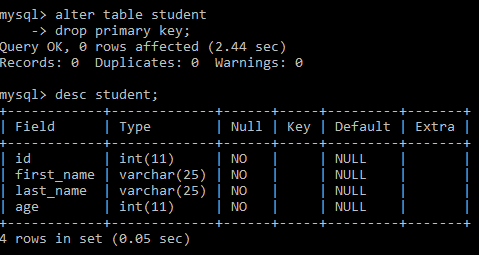 mysql> alter table student
    -> drop primary key;
Query OK, 0 rows affected (2.44 sec)
Records: 0  Duplicates: 0  Warnings: 0
mysql> desc student;
+------------+-------------+------+-----+---------+-------+
| Field      | Type        | Null | Key | Default | Extra |
+------------+-------------+------+-----+---------+-------+
| id         | int(11)     | NO   |     | NULL    |       |
| first_name | varchar(25) | NO   |     | NULL    |       |
| last_name  | varchar(25) | NO   |     | NULL    |       |
| age        | int(11)     | NO   |     | NULL    |       |
+------------+-------------+------+-----+---------+-------+
4 rows in set (0.05 sec)